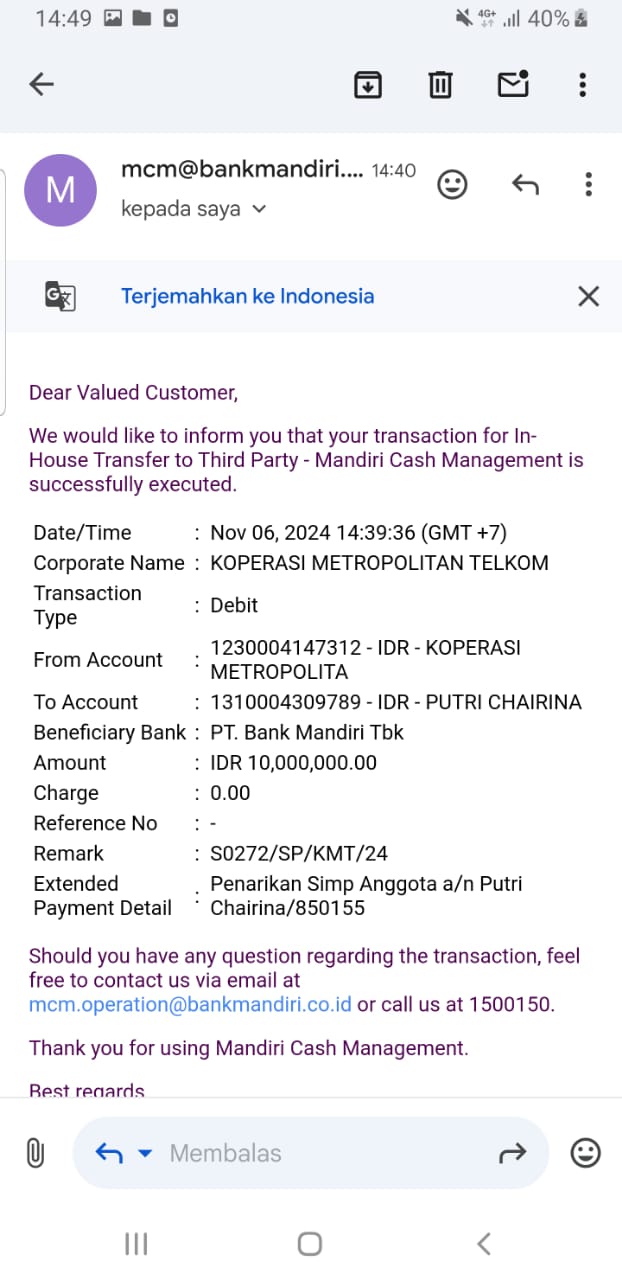 14:49
4G+
40%
M
mcm@bankmandiri....
14:40
kepada saya
Terjemahkan ke Indonesia
Dear Valued Customer,
We would like to inform you that your transaction for In-
House Transfer to Third Party - Mandiri Cash Management is
successfully executed.
Date/Time : Nov 06, 2024 14:39:36 (GMT +7)
Corporate Name : KOPERASI METROPOLITAN TELKOM
Transaction
Type : Debit
From Account : 1230004147312 - IDR - KOPERASI
METROPOLITA
To Account : 1310004309789 - IDR - PUTRI CHAIRINA
Beneficiary Bank : PT. Bank Mandiri Tbk
Amount : IDR 10,000,000.00
Charge : 0.00
Reference No : -
Remark : S0272/SP/KMT/24
Extended
Payment Detail : Penarikan Simp Anggota a/n Putri
Chairina/850155
Should you have any question regarding the transaction, feel
free to contact us via email at
mcm.operation@bankmandiri.co.id or call us at 1500150.
Thank you for using Mandiri Cash Management.
Best regards
Membalas